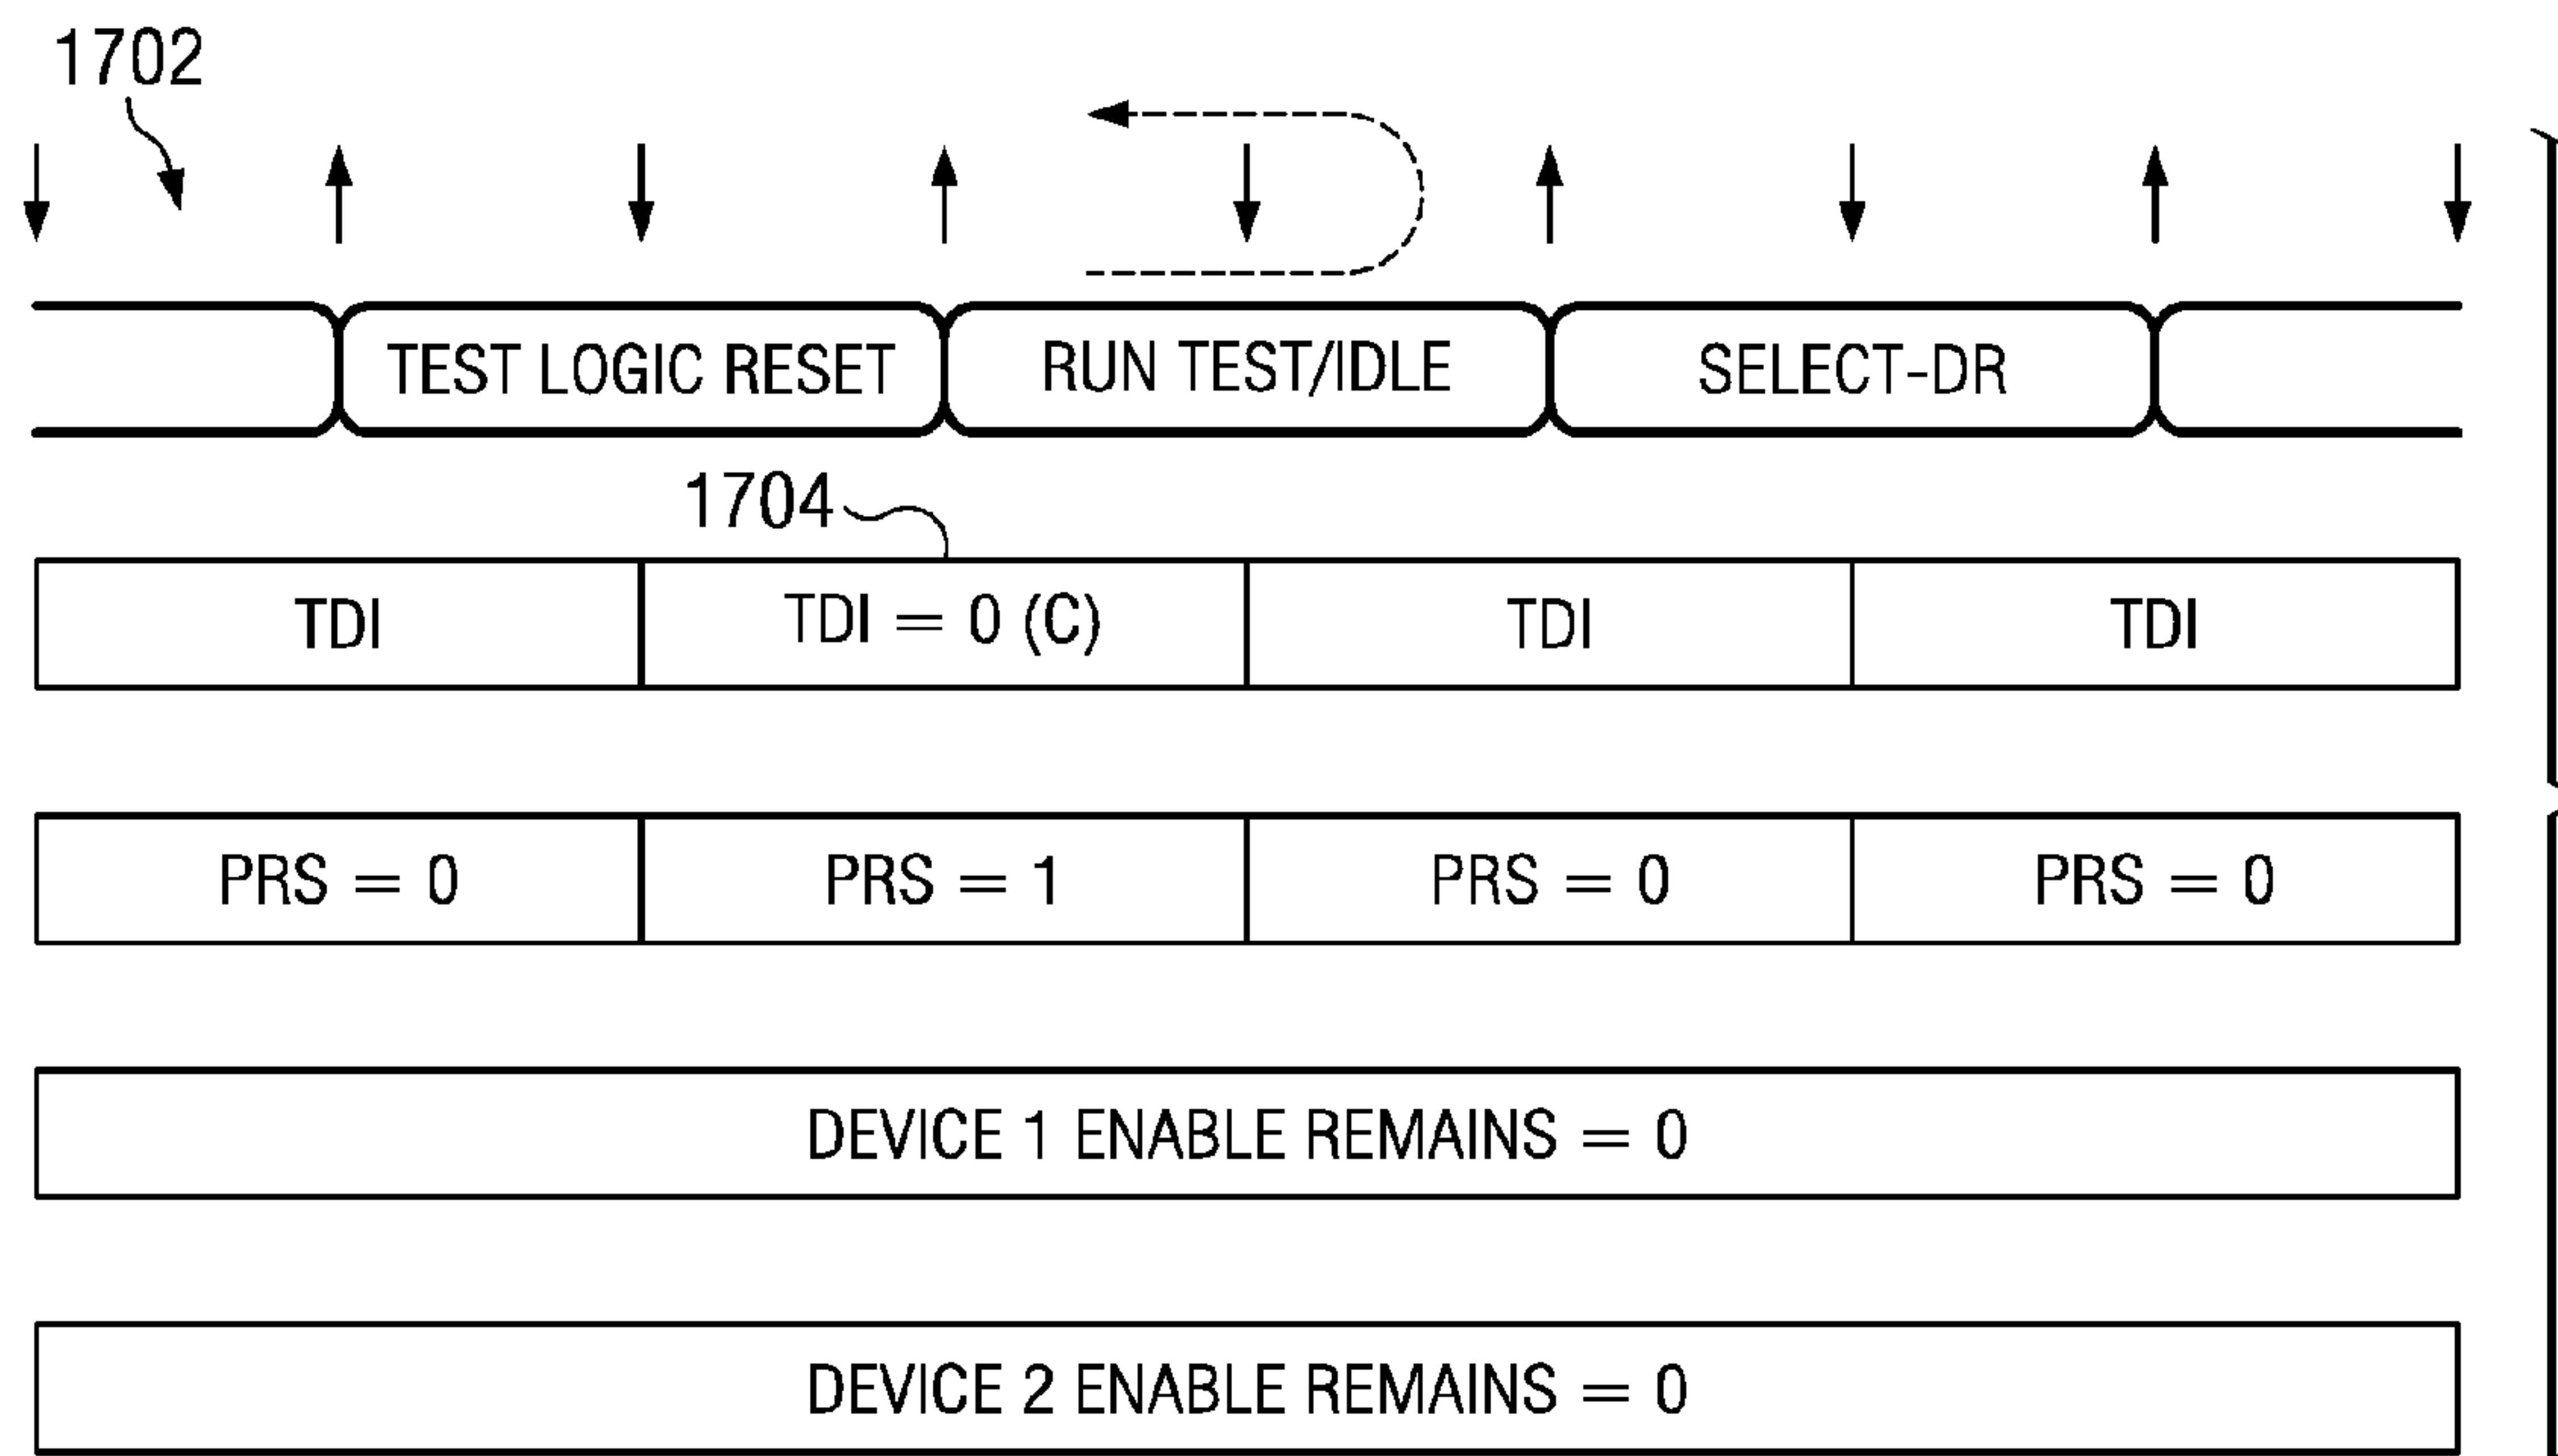 1702
TEST LOGIC RESET RUN TEST/IDLE SELECT-DR
1704
TDI TDI = 0 (C) TDI TDI
PRS = 0 PRS = 1 PRS = 0 PRS = 0
DEVICE 1 ENABLE REMAINS = 0
DEVICE 2 ENABLE REMAINS = 0